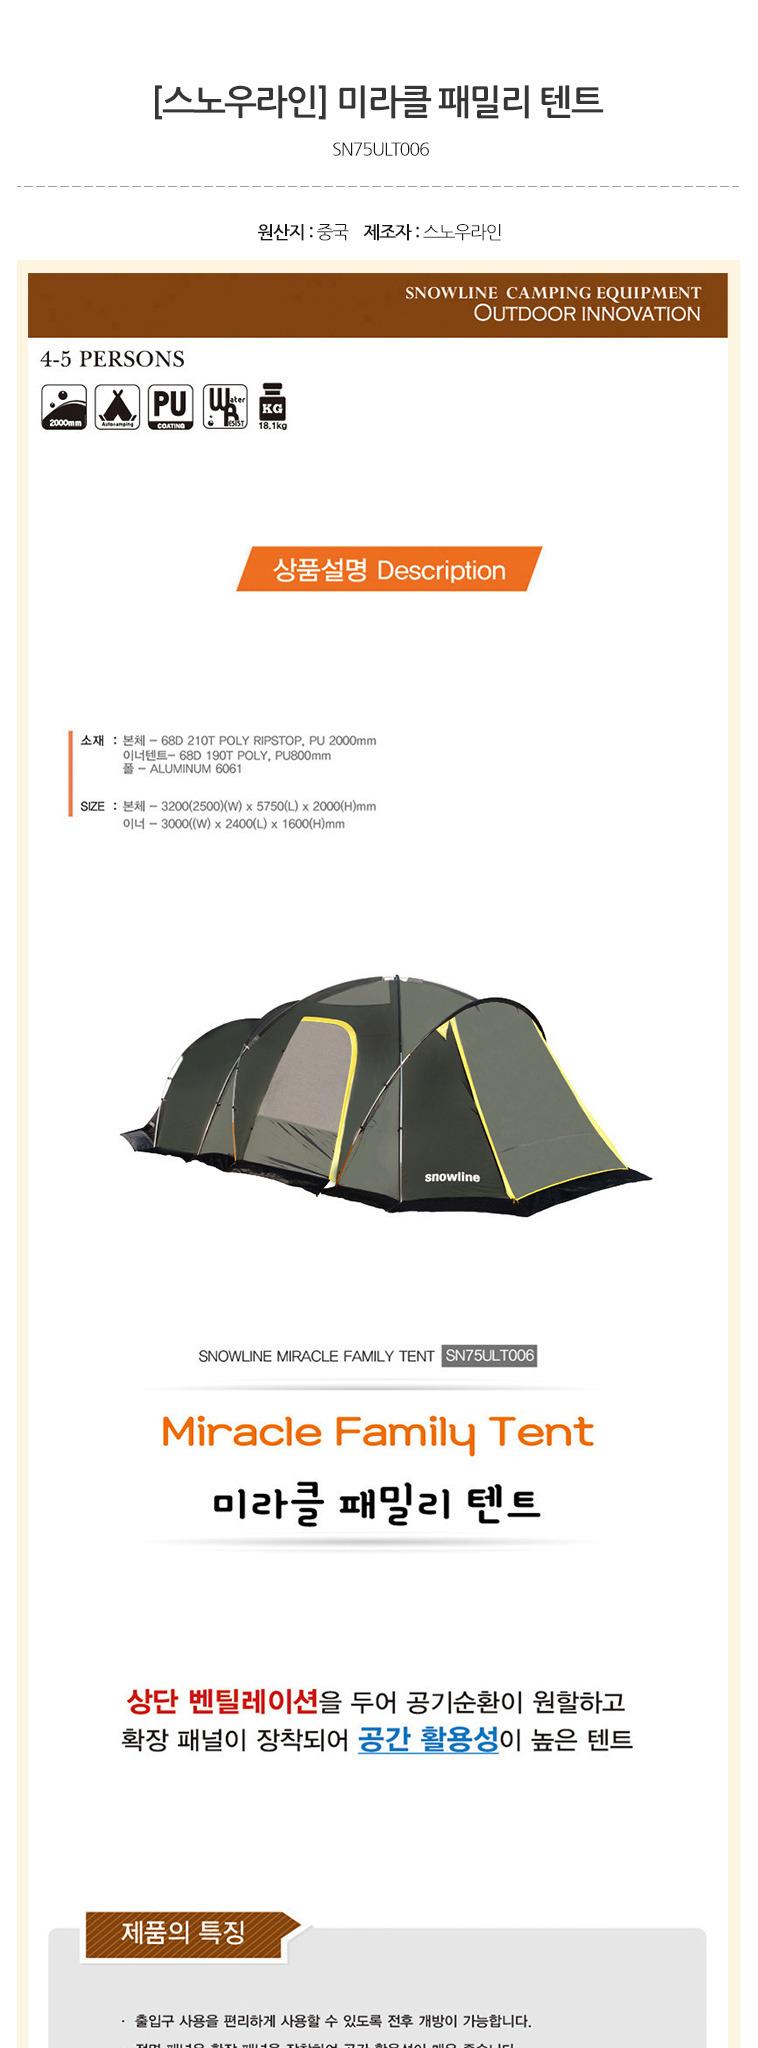 [스노우라인] 미라클 패밀리 텐트
SN75ULT006
원산지 : 중국 제조자 : 스노우라인
SNOWLINE CAMPING EQUIPMENT
OUTDOOR INNOVATION
4-5 PERSONS
2000mm
Autocamping
PU
COATING
Water
RESIST
KG
18.1kg
상품설명 Description
소재 : 본체 - 68D 210T POLY RIPSTOP, PU 2000mm
이너텐트- 68D 190T POLY, PU800mm
폴 - ALUMINUM 6061
SIZE : 본체 - 3200(2500)(W) x 5750(L) x 2000(H)mm
이너 - 3000((W) x 2400(L) x 1600(H)mm
snowline
SNOWLINE MIRACLE FAMILY TENT SN75ULT006
Miracle Family Tent
미라클 패밀리 텐트
상단 벤틸레이션을 두어 공기순환이 원할하고
확장 패널이 장착되어 공간 활용성이 높은 텐트
제품의 특징
· 출입구 사용을 편리하게 사용할 수 있도록 전후 개방이 가능합니다.